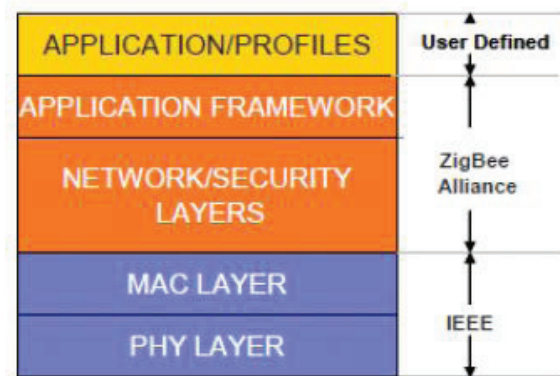 APPLICATION/PROFILES
User Defined
APPLICATION FRAMEWORK
NETWORK/SECURITY
LAYERS
ZigBee
Alliance
MAC LAYER
PHY LAYER
IEEE